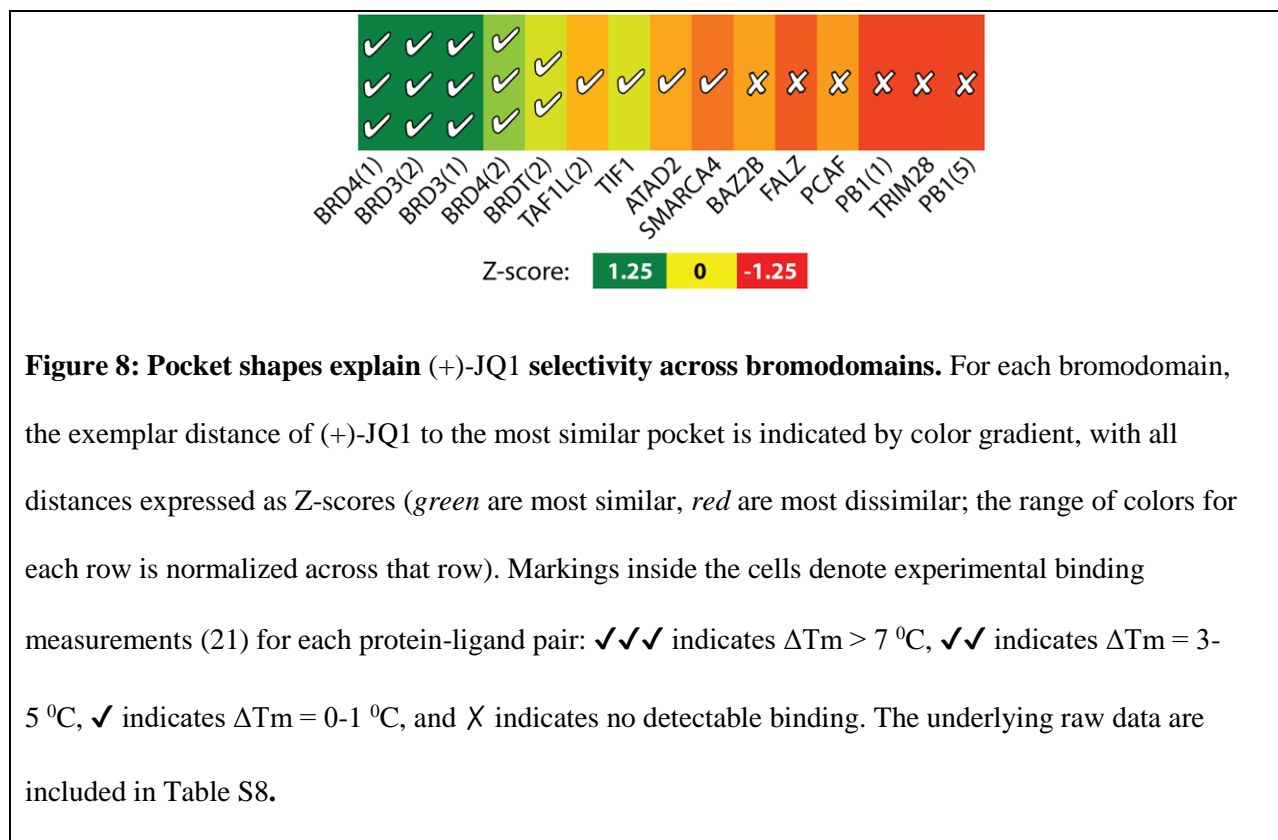 ✓ ✓ ✓ ✓
✓ ✓ ✓ ✓ ✓ ✓ ✓ ✓ ✓ ✗ ✗ ✗ ✗ ✗ ✗
✓ ✓ ✓ ✓ ✓
BRD4(1) BRD3(2) BRD3(1) BRD4(2) BRDT(2) TAF1L(2) TIF1 ATAD2 SMARCA4 BAZ2B FALZ PCAF PB1(1) TRIM28 PB1(5)
Z-score: 1.25 0 -1.25
Figure 8: Pocket shapes explain (+)-JQ1 selectivity across bromodomains. For each bromodomain,
the exemplar distance of (+)-JQ1 to the most similar pocket is indicated by color gradient, with all
distances expressed as Z-scores (green are most similar, red are most dissimilar; the range of colors for
each row is normalized across that row). Markings inside the cells denote experimental binding
measurements (21) for each protein-ligand pair: ✓✓✓ indicates ΔTm > 7 ⁰C, ✓✓ indicates ΔTm = 3-
5 ⁰C, ✓ indicates ΔTm = 0-1 ⁰C, and ✗ indicates no detectable binding. The underlying raw data are
included in Table S8.